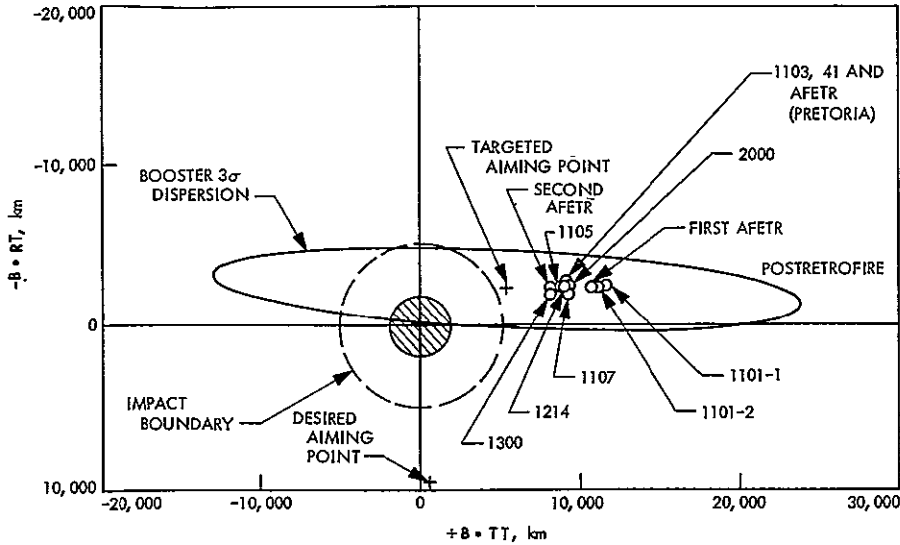 -20,000
-10,000
0
10,000
-B • RT, km
-20,000
-10,000
0
10,000
20,000
30,000
+B • TT, km
BOOSTER 3σ
DISPERSION
TARGETED
AIMING POINT
SECOND
AFETR
1105
1103, 41 AND
AFETR
(PRETORIA)
2000
FIRST AFETR
POSTRETROFIRE
1101-1
1101-2
1107
1214
1300
IMPACT
BOUNDARY
DESIRED
AIMING
POINT